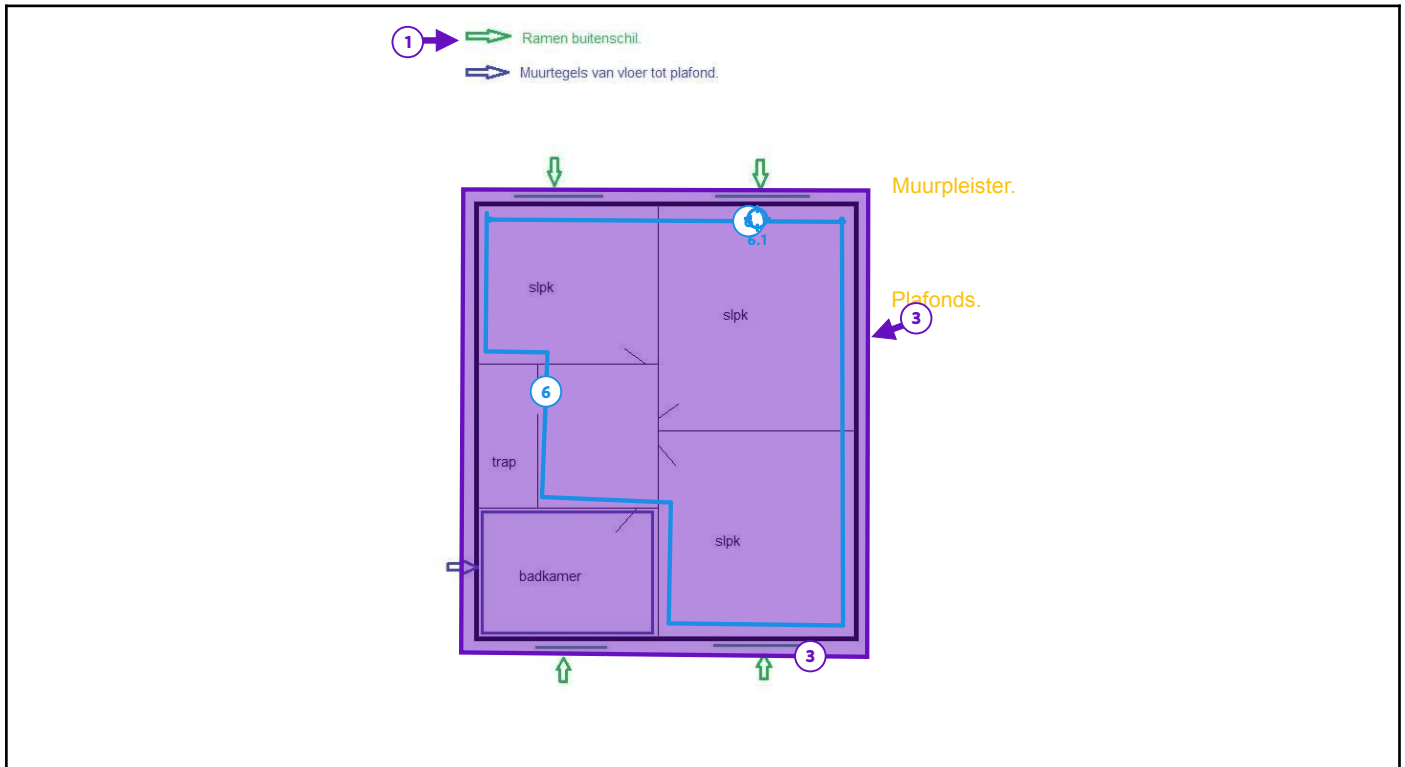 1
Ramen buitenschil.
Muurtegels van vloer tot plafond.
Muurpleister.
6.1
slpk
Plafonds.
slpk
3
6
trap
slpk
badkamer
3